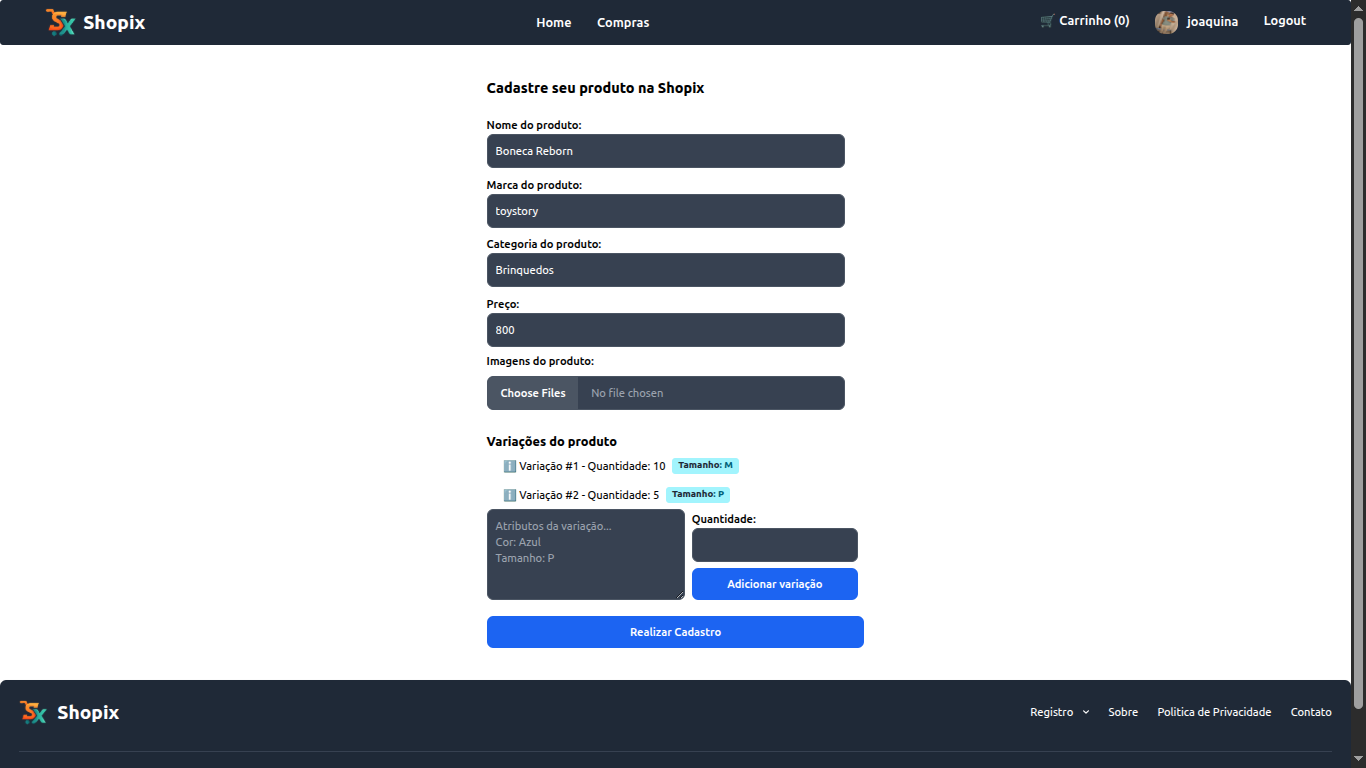 Shopix
Home Compras
🛒 Carrinho (0) joaquina Logout
Cadastre seu produto na Shopix
Nome do produto:
Boneca Reborn
Marca do produto:
toystory
Categoria do produto:
Brinquedos
Preço:
800
Imagens do produto:
Choose Files No file chosen
Variações do produto
ℹ️ Variação #1 - Quantidade: 10 Tamanho: M
ℹ️ Variação #2 - Quantidade: 5 Tamanho: P
Atributos da variação...
Cor: Azul
Tamanho: P
Quantidade:
Adicionar variação
Realizar Cadastro
Shopix
Registro Sobre Politica de Privacidade Contato